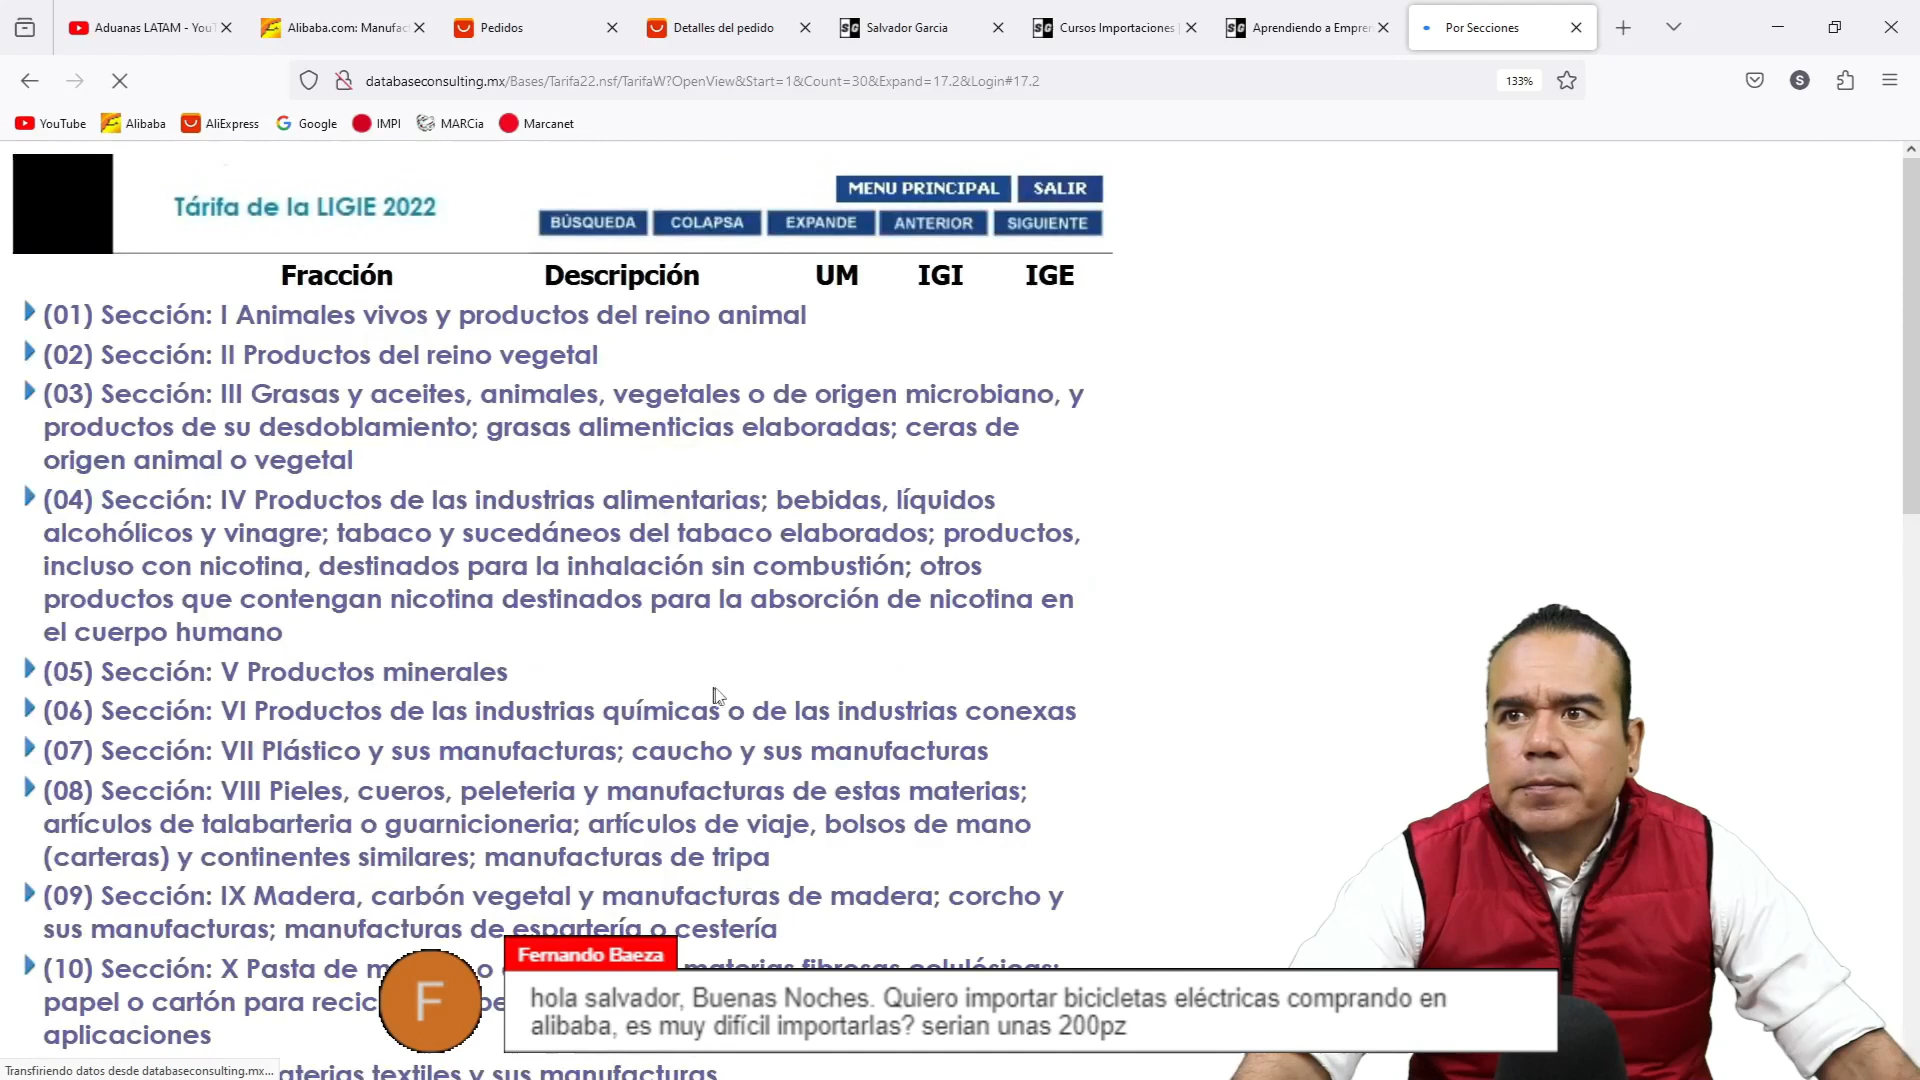 Aduanas LATAM - YouT
Alibaba.com: Manufac
Pedidos
Detalles del pedido
Salvador Garcia
Cursos Importaciones |
Aprendiendo a Empren
Por Secciones
databaseconsulting.mx/Bases/Tarifa22.nsf/TarifaW?OpenView&Start=1&Count=30&Expand=17.2&Login#17.2
133%
S
YouTube
Alibaba
AliExpress
Google
IMPI
MARCia
Marcanet
Tárifa de la LIGIE 2022
MENU PRINCIPAL
SALIR
BÚSQUEDA
COLAPSA
EXPANDE
ANTERIOR
SIGUIENTE
Fracción
Descripción
UM
IGI
IGE
(01) Sección: I Animales vivos y productos del reino animal
(02) Sección: II Productos del reino vegetal
(03) Sección: III Grasas y aceites, animales, vegetales o de origen microbiano, y
productos de su desdoblamiento; grasas alimenticias elaboradas; ceras de
origen animal o vegetal
(04) Sección: IV Productos de las industrias alimentarias; bebidas, líquidos
alcohólicos y vinagre; tabaco y sucedáneos del tabaco elaborados; productos,
incluso con nicotina, destinados para la inhalación sin combustión; otros
productos que contengan nicotina destinados para la absorción de nicotina en
el cuerpo humano
(05) Sección: V Productos minerales
(06) Sección: VI Productos de las industrias químicas o de las industrias conexas
(07) Sección: VII Plástico y sus manufacturas; caucho y sus manufacturas
(08) Sección: VIII Pieles, cueros, peleteria y manufacturas de estas materias;
artículos de talabarteria o guarnicioneria; artículos de viaje, bolsos de mano
(carteras) y continentes similares; manufacturas de tripa
(09) Sección: IX Madera, carbón vegetal y manufacturas de madera; corcho y
sus manufacturas; manufacturas de espartería o cestería
(10) Sección: X Pasta de materias fibrosas celulósicas;
papel o cartón para recic
aplicaciones
materias textiles y sus manufacturas
F
Fernando Baeza
hola salvador, Buenas Noches. Quiero importar bicicletas eléctricas comprando en
alibaba, es muy difícil importarlas? serian unas 200pz
Transfiriendo datos desde databaseconsulting.mx...